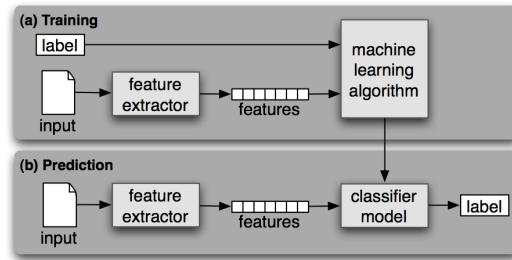 (a) Training
label
machine
learning
algorithm
feature
extractor
features
input
(b) Prediction
feature
extractor
features
input
classifier
model
label